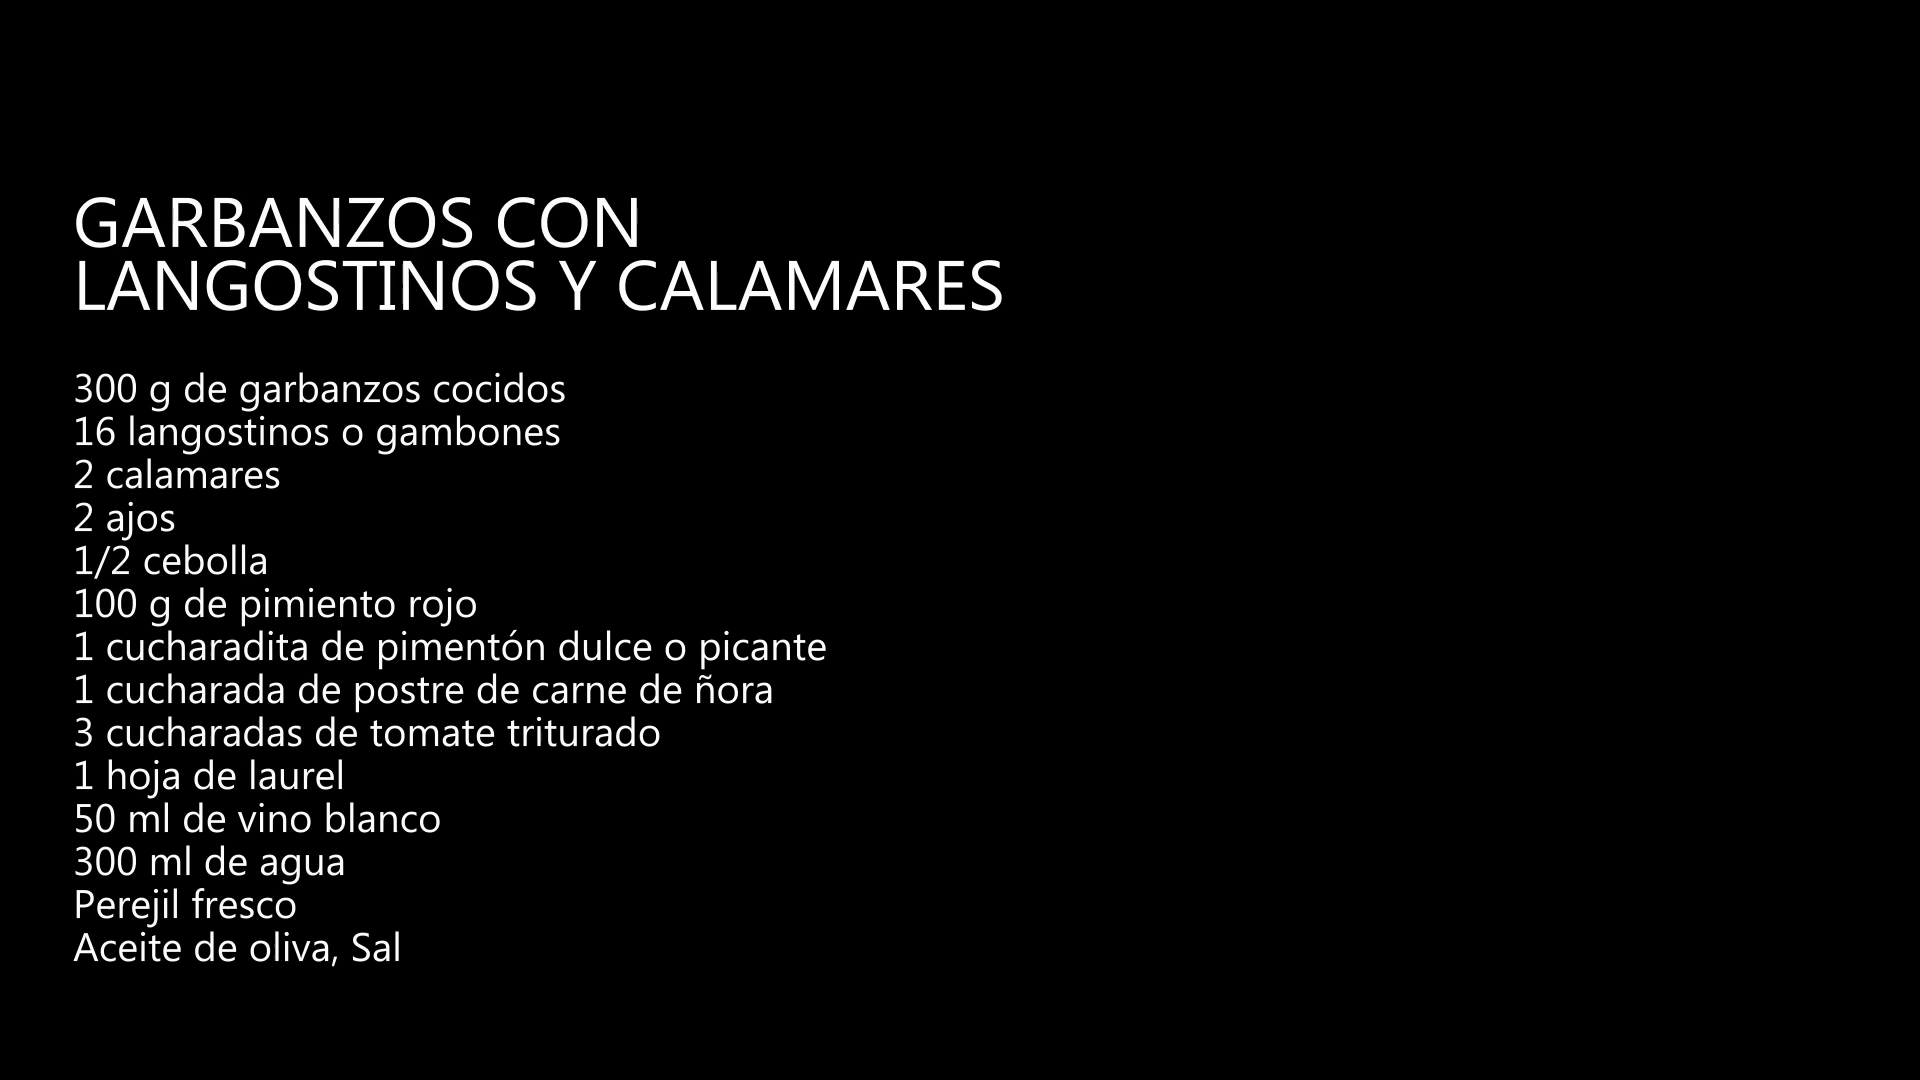 GARBANZOS CON
LANGOSTINOS Y CALAMARES
300 g de garbanzos cocidos
16 langostinos o gambones
2 calamares
2 ajos
1/2 cebolla
100 g de pimiento rojo
1 cucharadita de pimentón dulce o picante
1 cucharada de postre de carne de ñora
3 cucharadas de tomate triturado
1 hoja de laurel
50 ml de vino blanco
300 ml de agua
Perejil fresco
Aceite de oliva, Sal